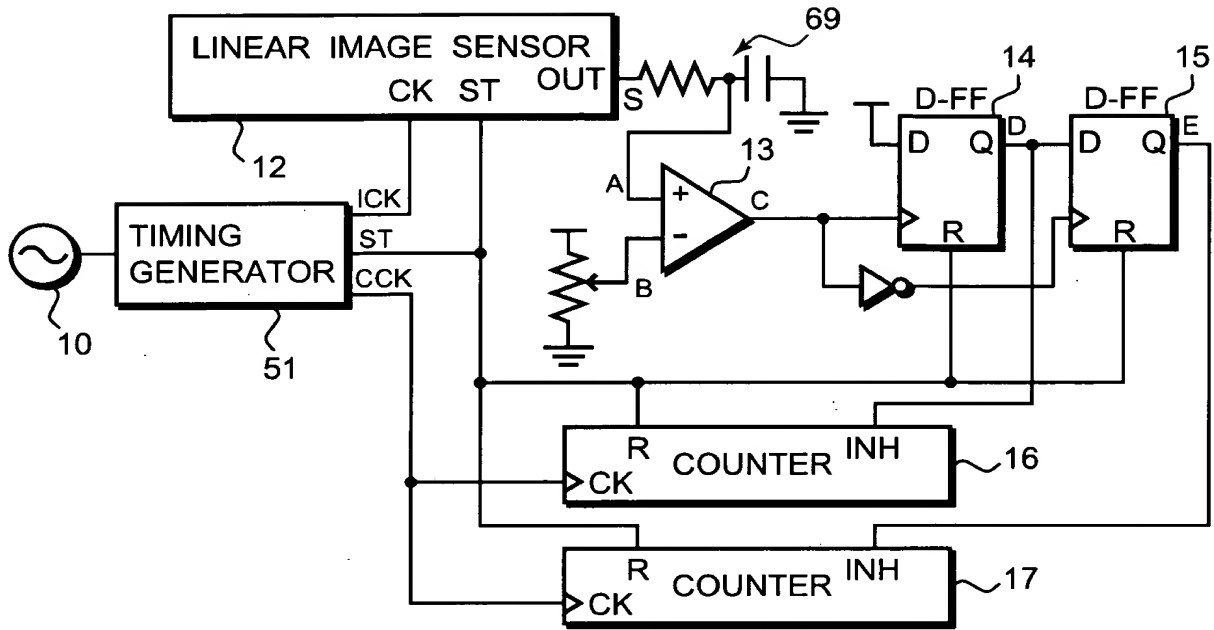 69
LINEAR IMAGE SENSOR
OUT
CK ST
S
12
14
15
D-FF
D-FF
D Q
D
D Q
E
R
R
13
A
+
C
−
B
ICK
ST
CCK
TIMING
GENERATOR
10
51
R INH
COUNTER
CK
16
R INH
COUNTER
CK
17